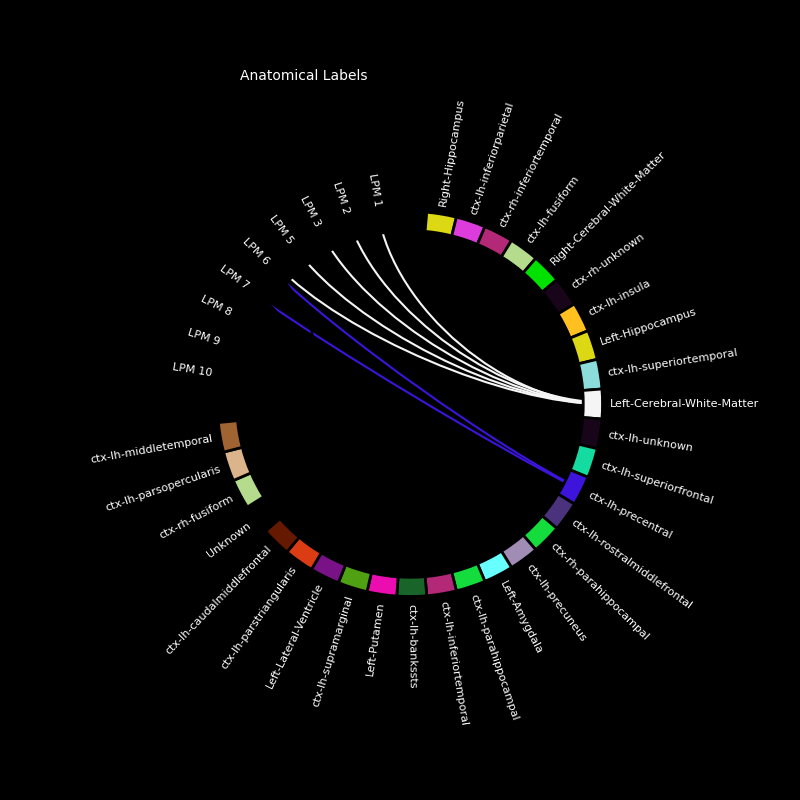 Anatomical Labels
LPM 1
LPM 2
LPM 3
LPM 5
LPM 6
LPM 7
LPM 8
LPM 9
LPM 10
Right-Hippocampus
ctx-lh-inferiorparietal
ctx-rh-inferiortemporal
ctx-lh-fusiform
Right-Cerebral-White-Matter
ctx-rh-unknown
ctx-lh-insula
Left-Hippocampus
ctx-lh-superiortemporal
Left-Cerebral-White-Matter
ctx-lh-unknown
ctx-lh-superiorfrontal
ctx-lh-precentral
ctx-lh-rostralmiddlefrontal
ctx-rh-parahippocampal
ctx-lh-precuneus
Left-Amygdala
ctx-lh-parahippocampal
ctx-lh-inferiortemporal
ctx-lh-bankssts
Left-Putamen
ctx-lh-supramarginal
Left-Lateral-Ventricle
ctx-lh-parstriangularis
ctx-lh-caudalmiddlefrontal
Unknown
ctx-rh-fusiform
ctx-lh-parsopercularis
ctx-lh-middletemporal